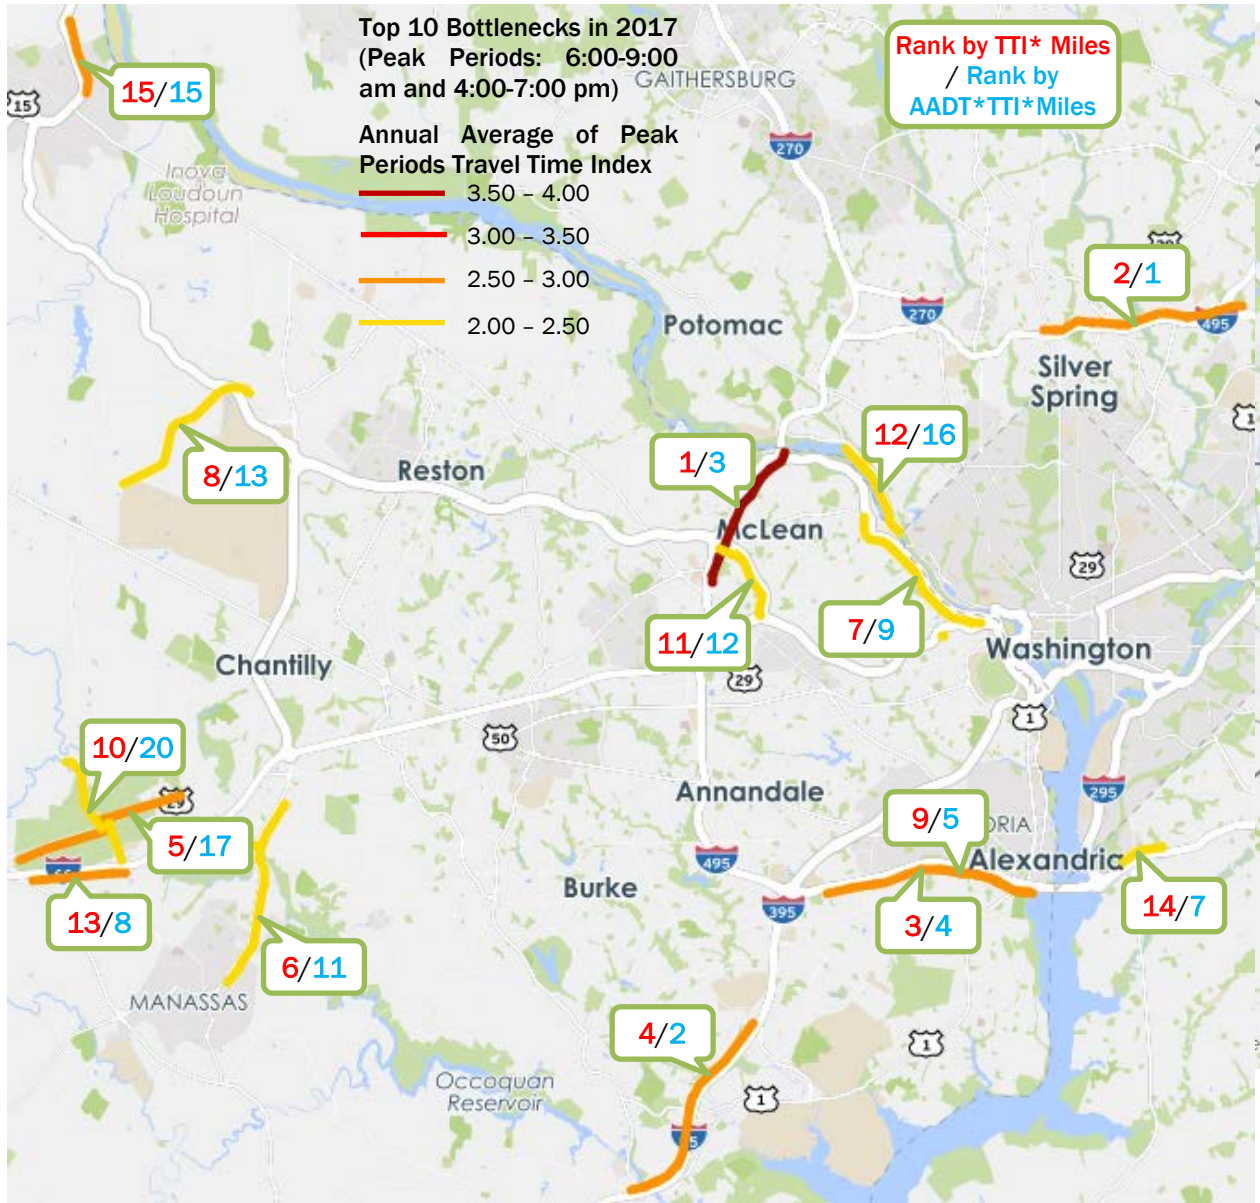 Top 10 Bottlenecks in 2017
(Peak Periods: 6:00-9:00
am and 4:00-7:00 pm)
Annual Average of Peak
Periods Travel Time Index
3.50 – 4.00
3.00 – 3.50
2.50 – 3.00
2.00 – 2.50
Rank by TTI* Miles
/ Rank by
AADT*TTI*Miles
GAITHERSBURG
15/15
15
270
Inova
Loudoun
Hospital
2/1
270
495
Potomac
Silver
Spring
1
12/16
1/3
Reston
8/13
McLean
29
11/12
7/9
Washington
Chantilly
29
1
50
10/20
29
5/17
Annandale
295
9/5
ORIA
Alexandric
495
Burke
395
13/8
3/4
14/7
6/11
MANASSAS
4/2
1
Occoquan
Reservoir
1